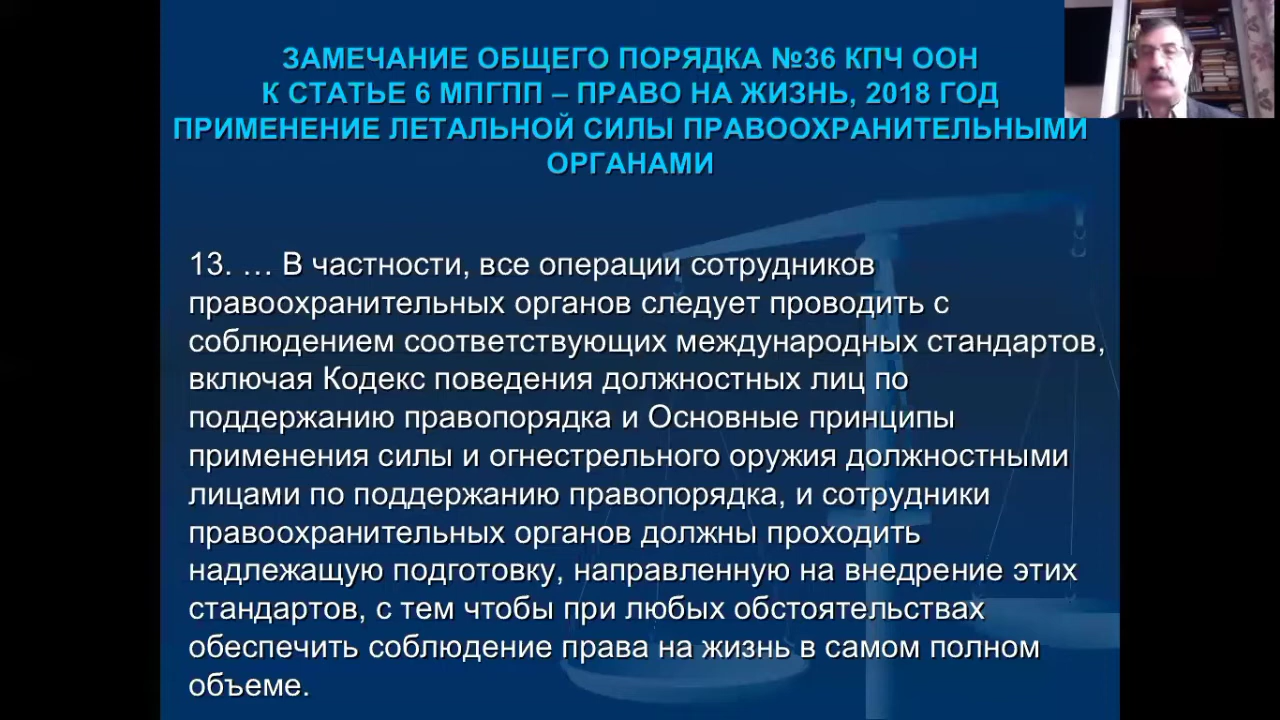 ЗАМЕЧАНИЕ ОБЩЕГО ПОРЯДКА №36 КПЧ ООН
К СТАТЬЕ 6 МПГПП – ПРАВО НА ЖИЗНЬ, 2018 ГОД
ПРИМЕНЕНИЕ ЛЕТАЛЬНОЙ СИЛЫ ПРАВООХРАНИТЕЛЬНЫМИ
ОРГАНАМИ
13. … В частности, все операции сотрудников
правоохранительных органов следует проводить с
соблюдением соответствующих международных стандартов,
включая Кодекс поведения должностных лиц по
поддержанию правопорядка и Основные принципы
применения силы и огнестрельного оружия должностными
лицами по поддержанию правопорядка, и сотрудники
правоохранительных органов должны проходить
надлежащую подготовку, направленную на внедрение этих
стандартов, с тем чтобы при любых обстоятельствах
обеспечить соблюдение права на жизнь в самом полном
объеме.